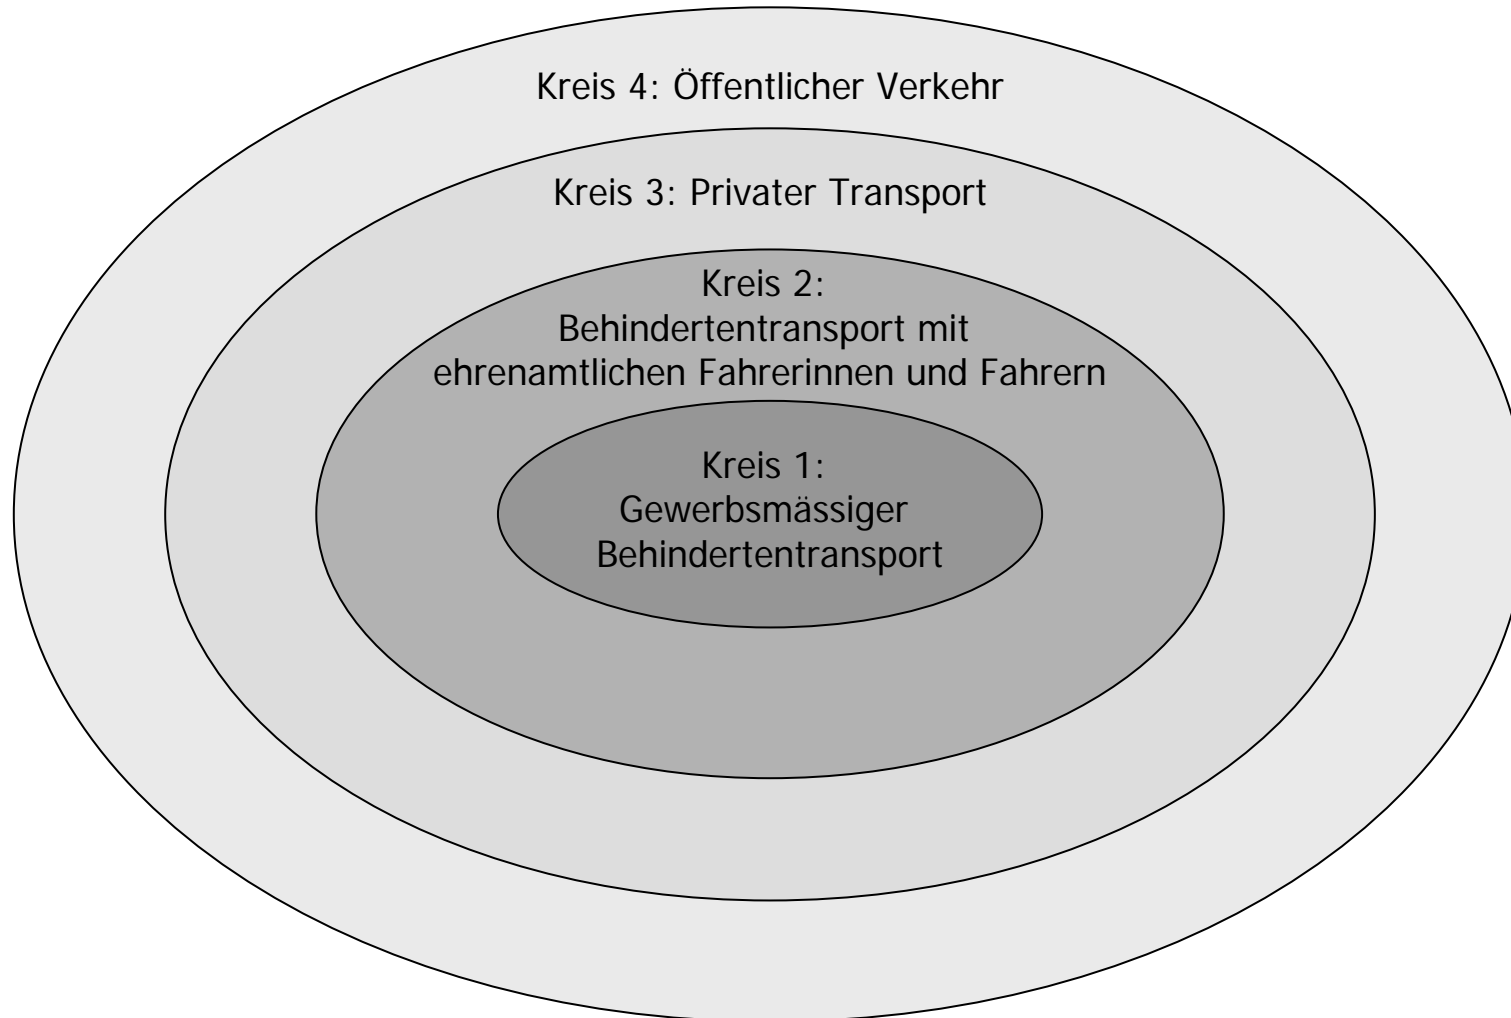 Kreis 4: Öffentlicher Verkehr
Kreis 3: Privater Transport
Kreis 2:
Behindertentransport mit
ehrenamtlichen Fahrerinnen und Fahrern
Kreis 1:
Gewerbsmässiger
Behindertentransport